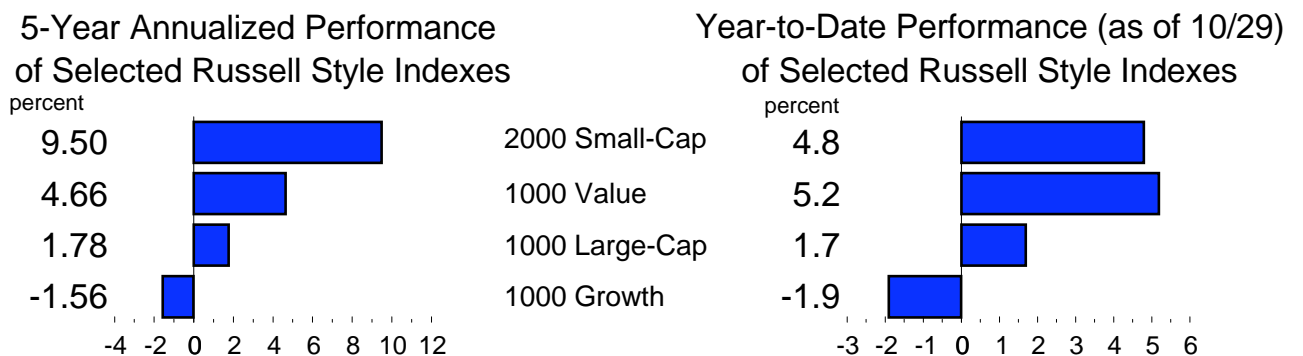 5-Year Annualized Performance
of Selected Russell Style Indexes
percent
9.50
4.66
1.78
-1.56
-4 -2 0 2 4 6 8 10 12
2000 Small-Cap
1000 Value
1000 Large-Cap
1000 Growth
Year-to-Date Performance (as of 10/29)
of Selected Russell Style Indexes
percent
4.8
5.2
1.7
-1.9
-3 -2 -1 0 1 2 3 4 5 6